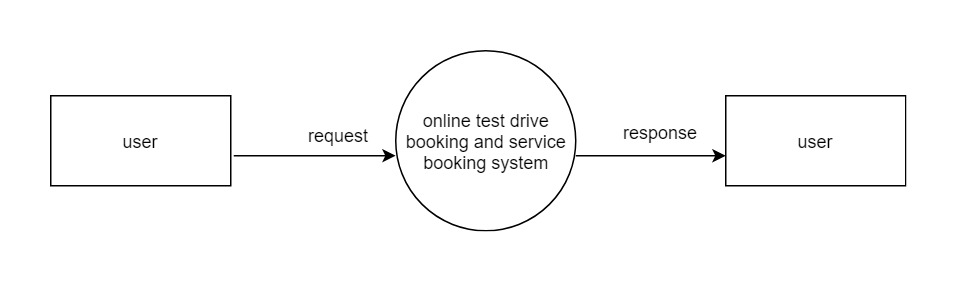 user
request
online test drive
booking and service
booking system
response
user